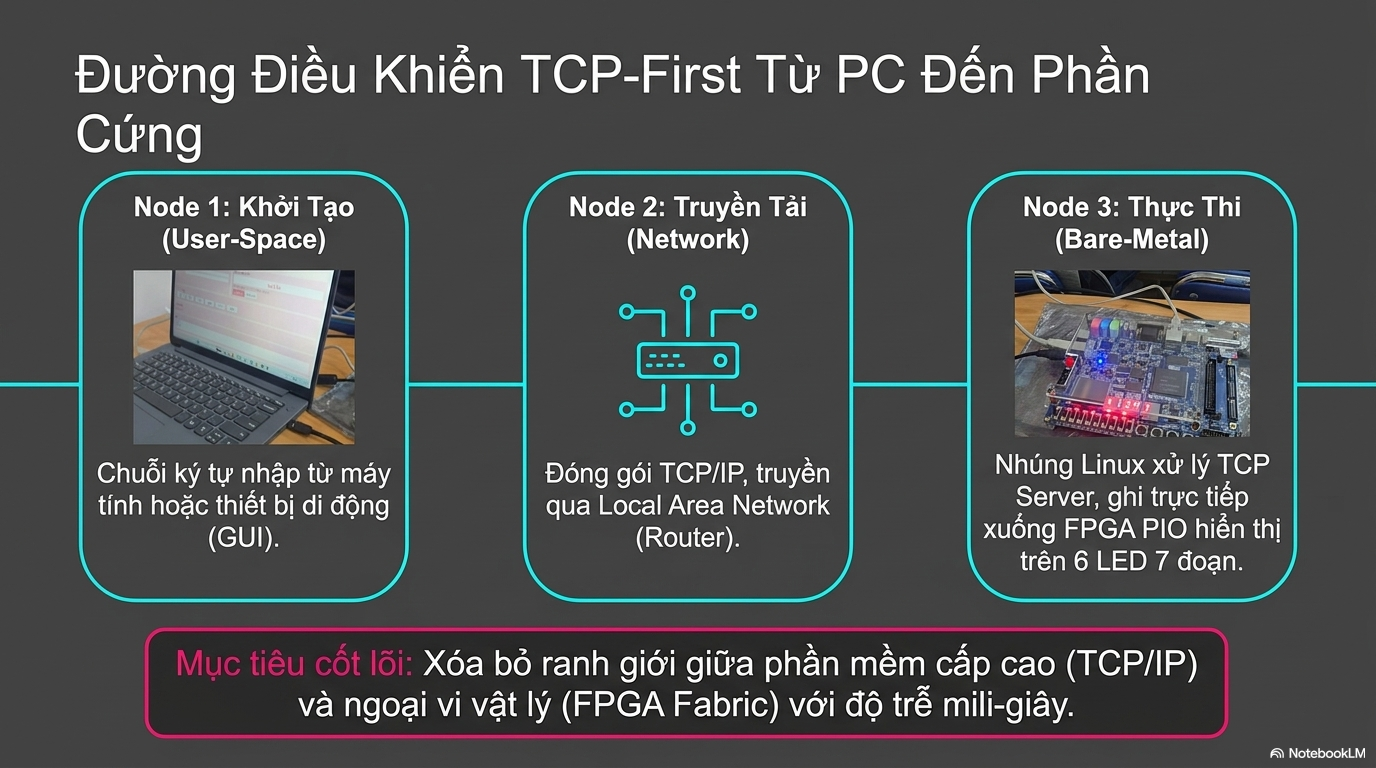 Đường Điều Khiển TCP-First Từ PC Đến Phần
Cứng
Node 1: Khởi Tạo
(User-Space)
Chuỗi ký tự nhập từ máy
tính hoặc thiết bị di động
(GUI).
Node 2: Truyền Tải
(Network)
Đóng gói TCP/IP, truyền
qua Local Area Network
(Router).
Node 3: Thực Thi
(Bare-Metal)
Nhúng Linux xử lý TCP
Server, ghi trực tiếp
xuống FPGA PIO hiển thị
trên 6 LED 7 đoạn.
Mục tiêu cốt lõi: Xóa bỏ ranh giới giữa phần mềm cấp cao (TCP/IP)
và ngoại vi vật lý (FPGA Fabric) với độ trễ mili-giây.
NotebookLM